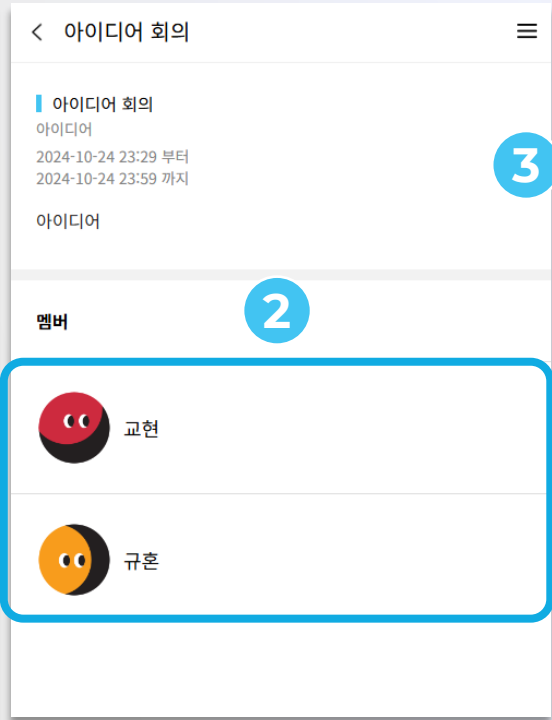 아이디어 회의
아이디어 회의
아이디어
2024-10-24 23:29 부터
2024-10-24 23:59 까지
3
아이디어
2
멤버
교현
규혼